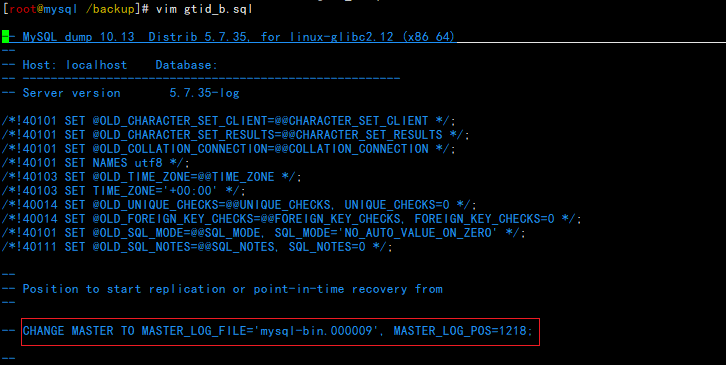 [root@mysql /backup]# vim gtid_b.sql
-- MySQL dump 10.13  Distrib 5.7.35, for linux-glibc2.12 (x86_64)
--
-- Host: localhost    Database:
-- ------------------------------------------------------
-- Server version	5.7.35-log
/*!40101 SET @OLD_CHARACTER_SET_CLIENT=@@CHARACTER_SET_CLIENT */;
/*!40101 SET @OLD_CHARACTER_SET_RESULTS=@@CHARACTER_SET_RESULTS */;
/*!40101 SET @OLD_COLLATION_CONNECTION=@@COLLATION_CONNECTION */;
/*!40101 SET NAMES utf8 */;
/*!40103 SET @OLD_TIME_ZONE=@@TIME_ZONE */;
/*!40103 SET TIME_ZONE='+00:00' */;
/*!40014 SET @OLD_UNIQUE_CHECKS=@@UNIQUE_CHECKS, UNIQUE_CHECKS=0 */;
/*!40014 SET @OLD_FOREIGN_KEY_CHECKS=@@FOREIGN_KEY_CHECKS, FOREIGN_KEY_CHECKS=0 */;
/*!40101 SET @OLD_SQL_MODE=@@SQL_MODE, SQL_MODE='NO_AUTO_VALUE_ON_ZERO' */;
/*!40111 SET @OLD_SQL_NOTES=@@SQL_NOTES, SQL_NOTES=0 */;
--
-- Position to start replication or point-in-time recovery from
--
-- CHANGE MASTER TO MASTER_LOG_FILE='mysql-bin.000009', MASTER_LOG_POS=1218;
--